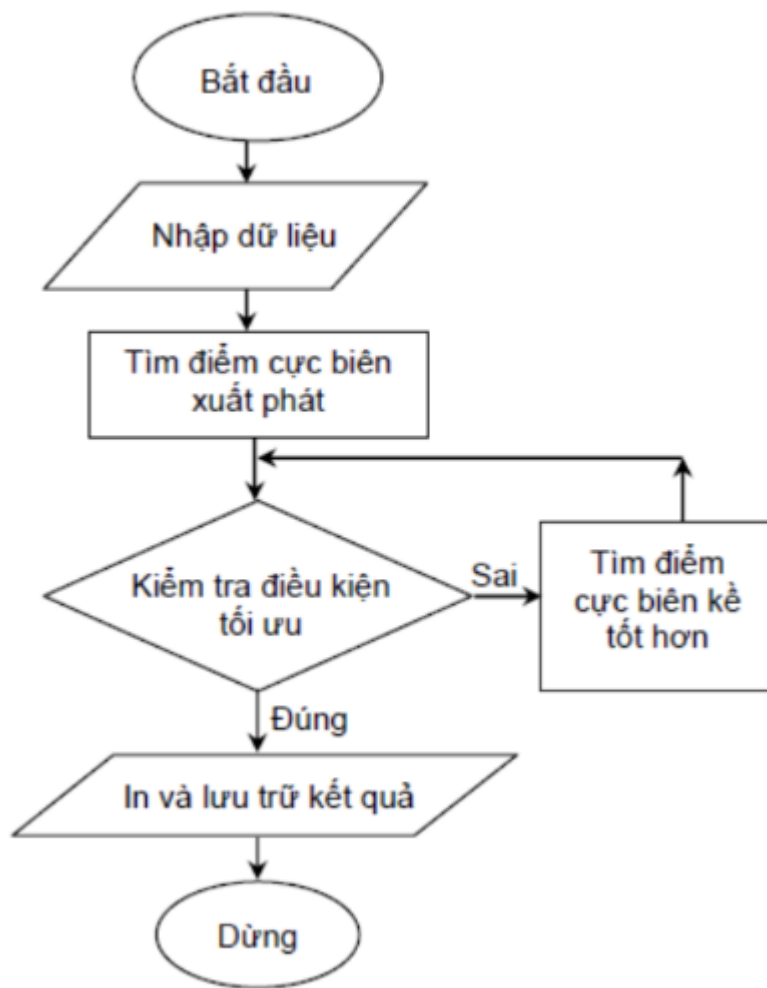 Bắt đầu
Nhập dữ liệu
Tìm điểm cực biên
xuất phát
Kiểm tra điều kiện
tối ưu
Sai
Tìm điểm
cực biên kề
tốt hơn
Đúng
In và lưu trữ kết quả
Dừng